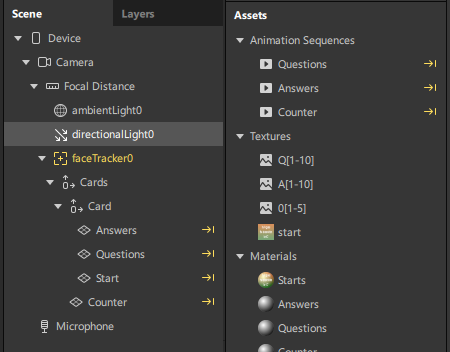 Scene
Layers
Device
Camera
Focal Distance
ambientLight0
directionalLight0
faceTracker0
Cards
Card
Answers
Questions
Start
Counter
Microphone
Assets
Animation Sequences
Questions
Answers
Counter
Textures
Q[1-10]
A[1-10]
0[1-5]
start
Materials
Starts
Answers
Questions
Counter